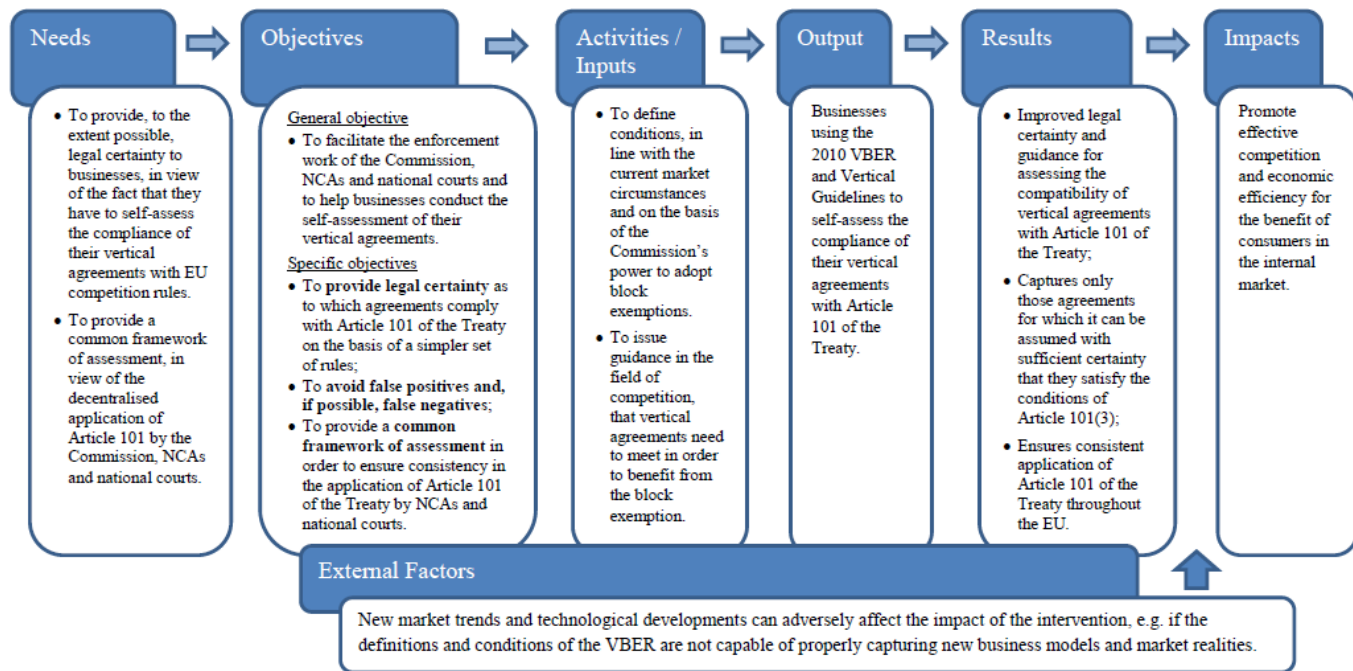 Needs
To provide, to the
extent possible,
legal certainty to
businesses, in view
of the fact that they
have to self-assess
the compliance of
their vertical
agreements with EU
competition rules.
To provide a
common framework
of assessment, in
view of the
decentralised
application of
Article 101 by the
Commission, NCAs
and national courts.
Objectives
General objective
To facilitate the enforcement
work of the Commission,
NCAs and national courts and
to help businesses conduct the
self-assessment of their
vertical agreements.
Specific objectives
To provide legal certainty as
to which agreements comply
with Article 101 of the Treaty
on the basis of a simpler set
of rules;
To avoid false positives and,
if possible, false negatives;
To provide a common
framework of assessment in
order to ensure consistency in
the application of Article 101
of the Treaty by NCAs and
national courts.
Activities /
Inputs
To define
conditions, in
line with the
current market
circumstances
and on the basis
of the
Commission's
power to adopt
block
exemptions.
To issue
guidance in the
field of
competition,
that vertical
agreements need
to meet in order
to benefit from
the block
exemption.
Output
Businesses
using the
2010 VBER
and Vertical
Guidelines to
self-assess the
compliance of
their vertical
agreements
with Article
101 of the
Treaty.
Results
Improved legal
certainty and
guidance for
assessing the
compatibility of
vertical agreements
with Article 101 of
the Treaty;
Captures only
those agreements
for which it can be
assumed with
sufficient certainty
that they satisfy the
conditions of
Article 101(3);
Ensures consistent
application of
Article 101 of the
Treaty throughout
the EU.
Impacts
Promote
effective
competition
and economic
efficiency for
the benefit of
consumers in
the internal
market.
External Factors
New market trends and technological developments can adversely affect the impact of the intervention, e.g. if the
definitions and conditions of the VBER are not capable of properly capturing new business models and market realities.